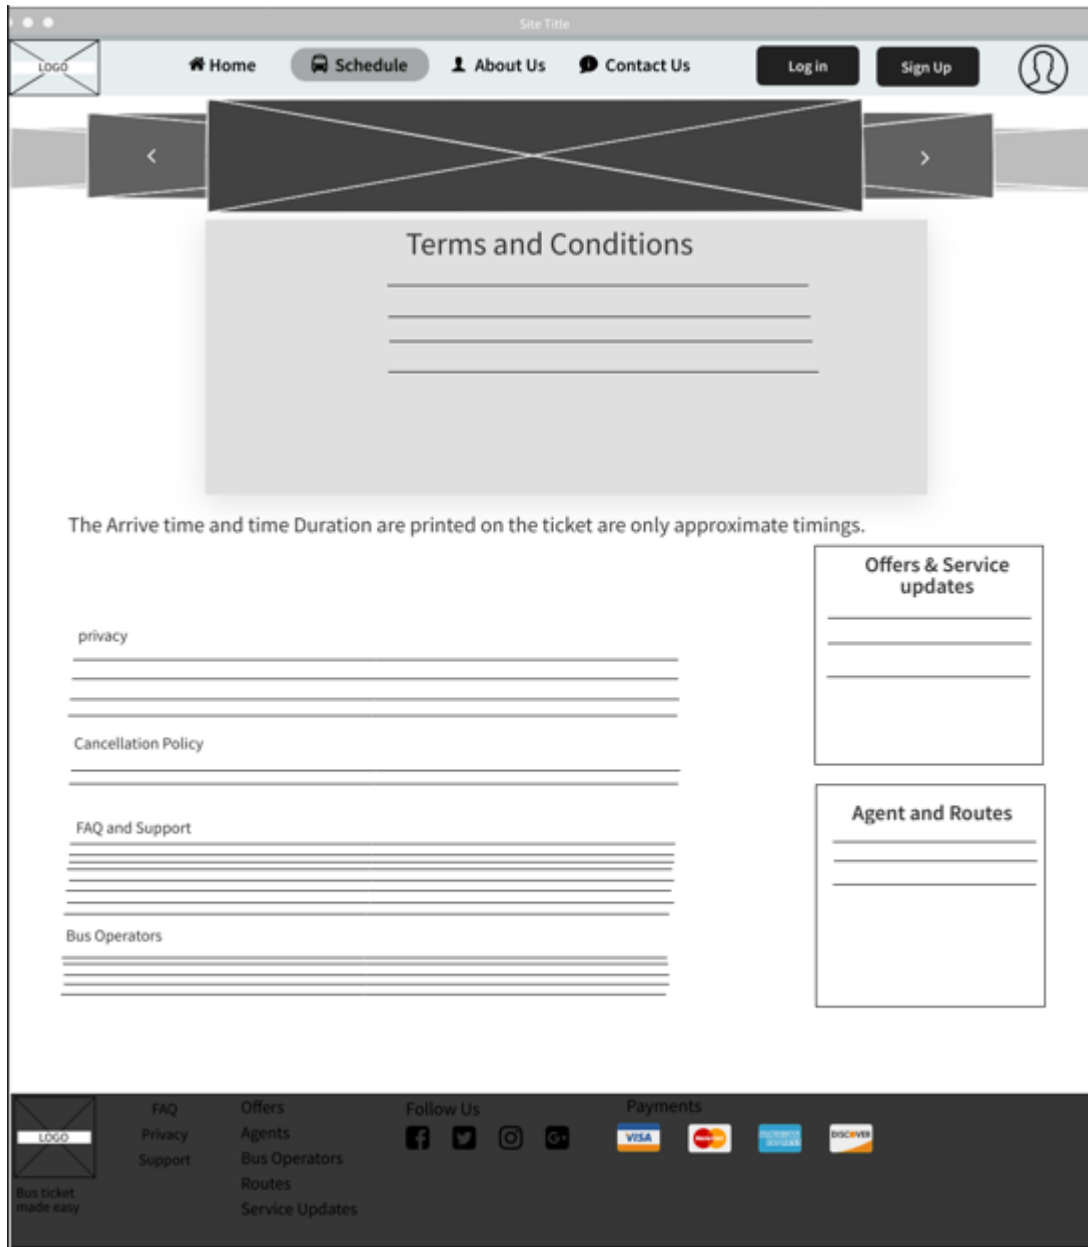 Site Title
LOGO
Home
Schedule
About Us
Contact Us
Log in
Sign Up
Terms and Conditions
The Arrive time and time Duration are printed on the ticket are only approximate timings.
Offers & Service
updates
privacy
Cancellation Policy
FAQ and Support
Bus Operators
Agent and Routes
LOGO
Bus ticket
made easy
FAQ
Privacy
Support
Offers
Agents
Bus Operators
Routes
Service Updates
Follow Us
Payments
VISA
DISCOVER